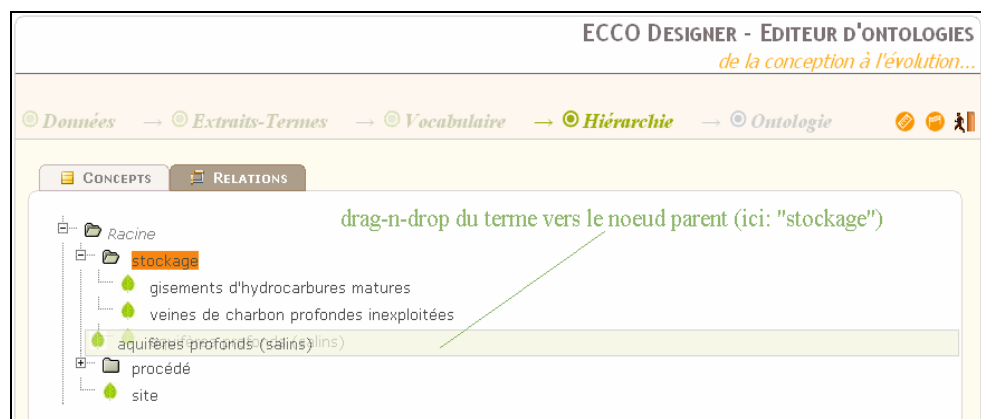 ECCO DESIGNER - EDITEUR D'ONTOLOGIES
de la conception à l'évolution...
Données → Extraits-Termes → Vocabulaire → Hiérarchie → Ontologie
CONCEPTS RELATIONS
drag-n-drop du terme vers le noeud parent (ici: "stockage")
Racine
stockage
gisements d'hydrocarbures matures
veines de charbon profondes inexploitées
aquifères profonds (salins)
procédé
site